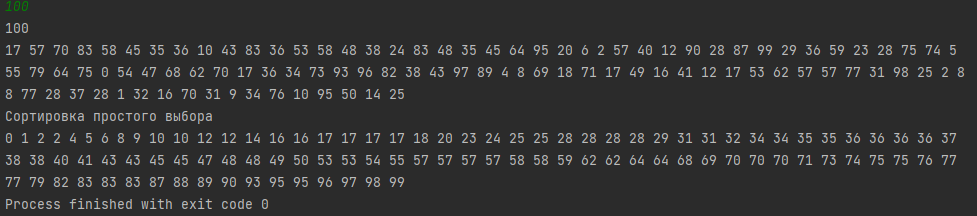 100
100
17 57 70 83 58 45 35 36 10 43 83 36 53 58 48 38 24 83 48 35 45 64 95 20 6 2 57 40 12 90 28 87 99 29 36 59 23 28 75 74 5
55 79 64 75 0 54 47 68 62 70 17 36 34 73 93 96 82 38 43 97 89 4 8 69 18 71 17 49 16 41 12 17 53 62 57 57 77 31 98 25 2 8
8 77 28 37 28 1 32 16 70 31 9 34 76 10 95 50 14 25
Сортировка простого выбора
0 1 2 2 4 5 6 8 9 10 10 12 12 14 16 16 17 17 17 17 18 20 23 24 25 25 28 28 28 28 29 31 31 32 34 34 35 35 36 36 36 36 37
38 38 40 41 43 43 45 45 47 48 48 49 50 53 53 54 55 57 57 57 57 58 58 59 62 62 64 64 68 69 70 70 70 71 73 74 75 75 76 77
77 79 82 83 83 83 87 88 89 90 93 95 95 96 97 98 99
Process finished with exit code 0